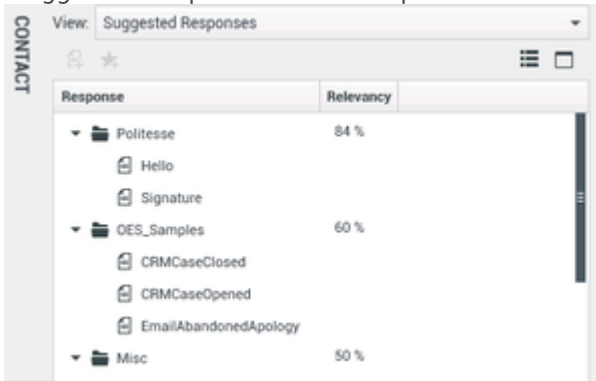 CONTACT
View: Suggested Responses
Response Relevancy
Politesse 84 %
Hello
Signature
OES_Samples 60 %
CRMCaseClosed
CRMCaseOpened
EmailAbandonedApology
Misc 50 %